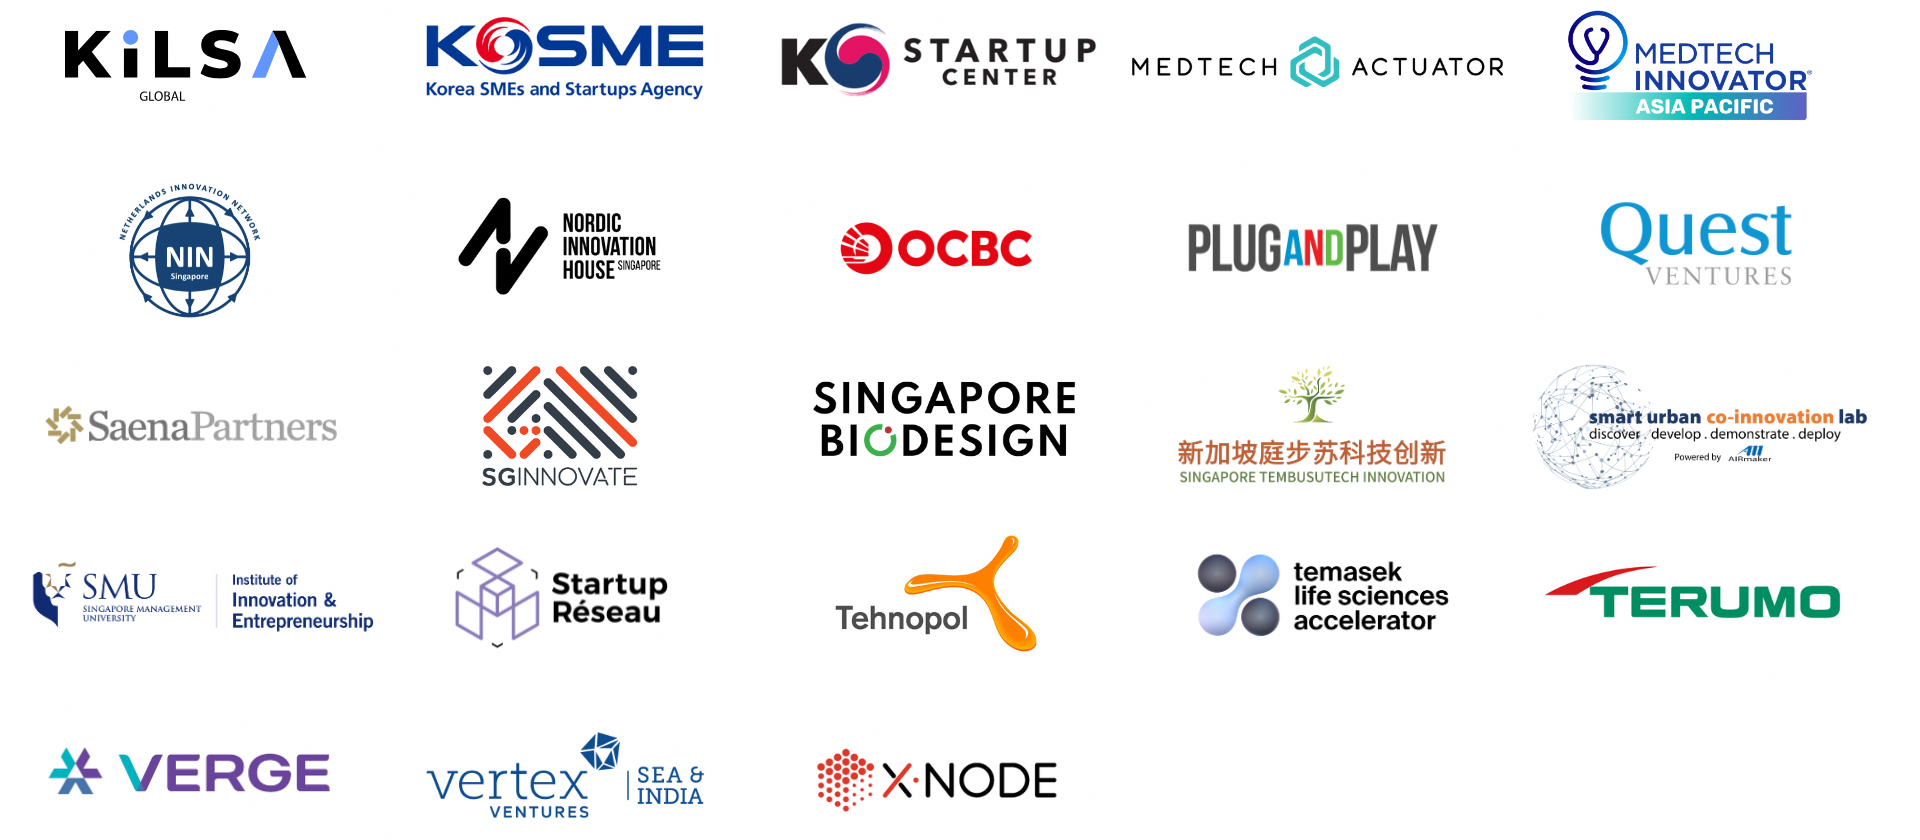 KiLSA
GLOBAL
KOSME
Korea SMEs and Startups Agency
K STARTUP
CENTER
MEDTECH ACTUATOR
MEDTECH
INNOVATOR®
ASIA PACIFIC
NETHERLANDS INNOVATION NETWORK
NIN
Singapore
NORDIC
INNOVATION
HOUSE SINGAPORE
OCBC
PLUGANDPLAY
Quest
VENTURES
SaenaPartners
SGINNOVATE
SINGAPORE
BIODESIGN
新加坡庭步苏科技创新
SINGAPORE TEMBUSUTECH INNOVATION
smart urban co-innovation lab
discover . develop . demonstrate . deploy
Powered by AIRmaker
SMU
SINGAPORE MANAGEMENT
UNIVERSITY
Institute of
Innovation &
Entrepreneurship
Startup
Réseau
Tehnopol
temasek
life sciences
accelerator
TERUMO
VERGE
vertex
VENTURES
SEA &
INDIA
X·NODE